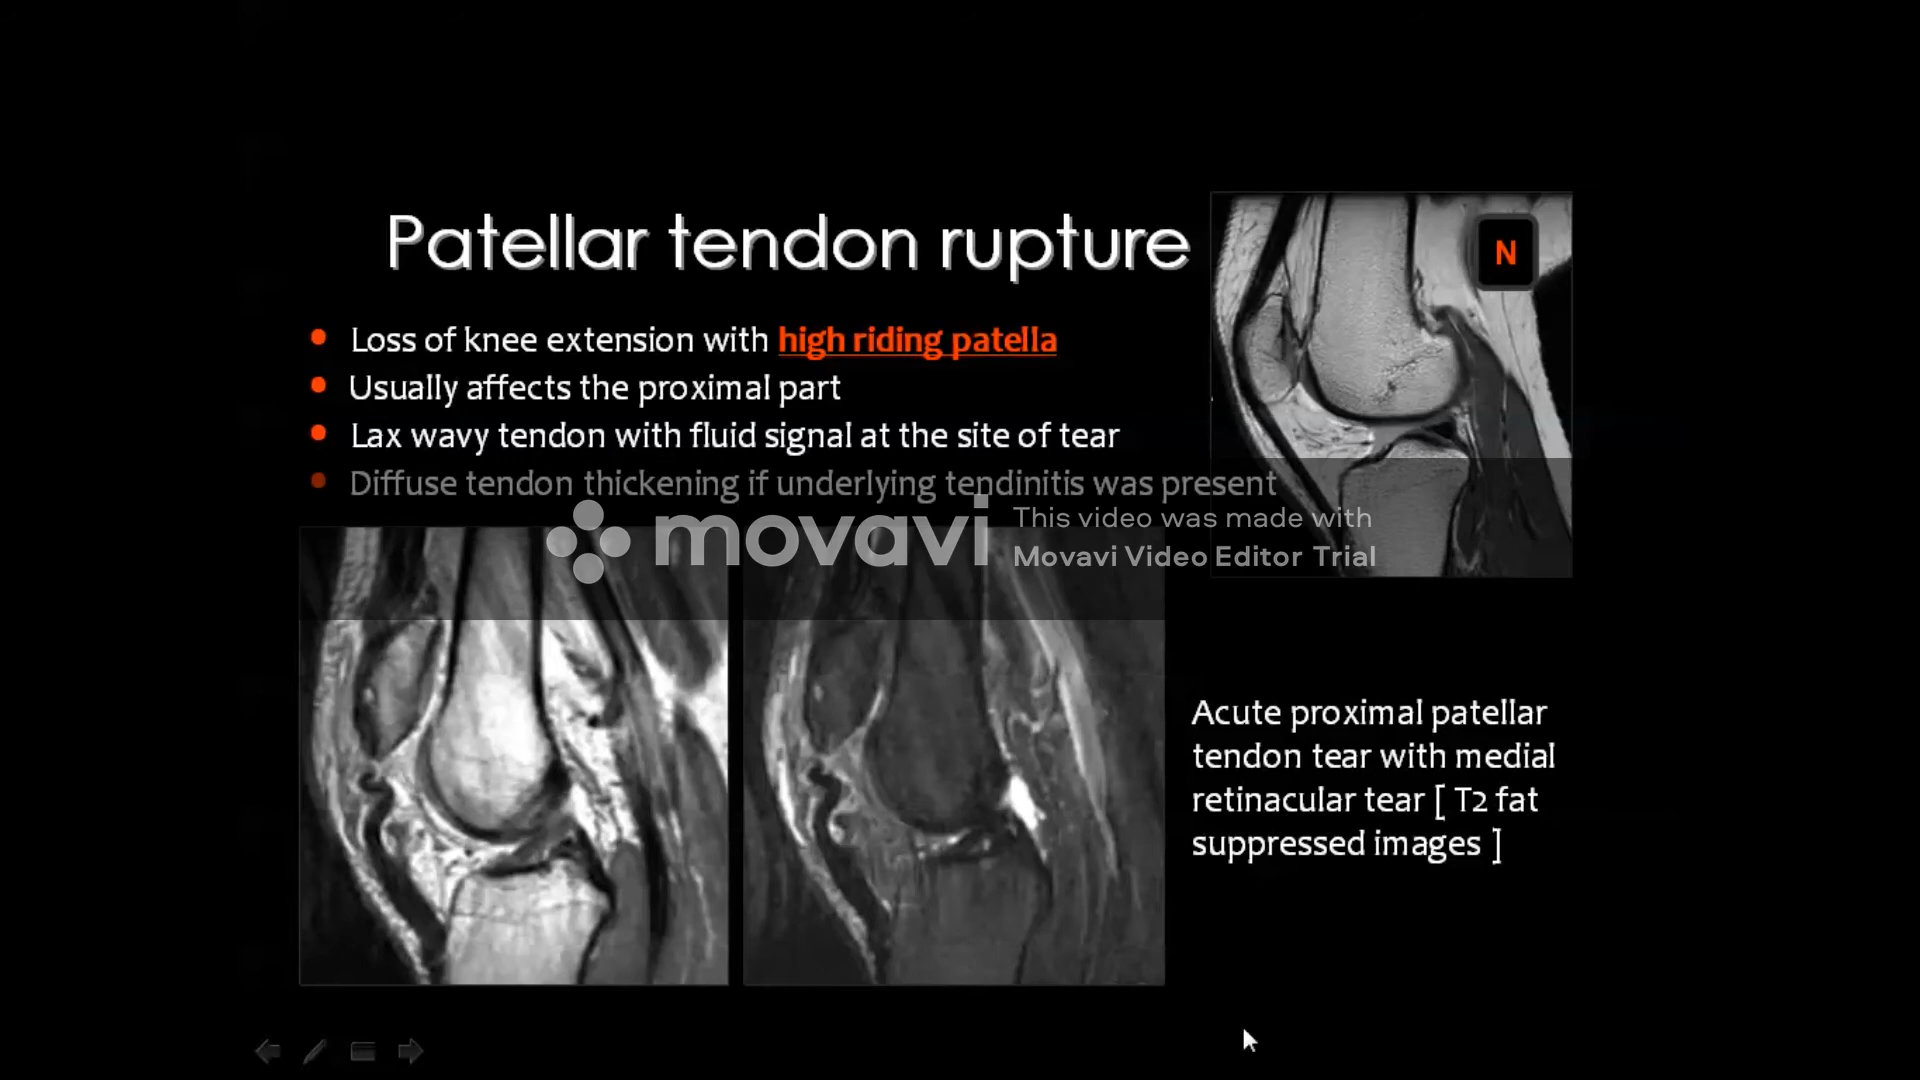 Patellar tendon rupture
N
Loss of knee extension with high riding patella
Usually affects the proximal part
Lax wavy tendon with fluid signal at the site of tear
Diffuse tendon thickening if underlying tendinitis was present
movavi
This video was made with
Movavi Video Editor Trial
Acute proximal patellar
tendon tear with medial
retinacular tear [ T2 fat
suppressed images ]